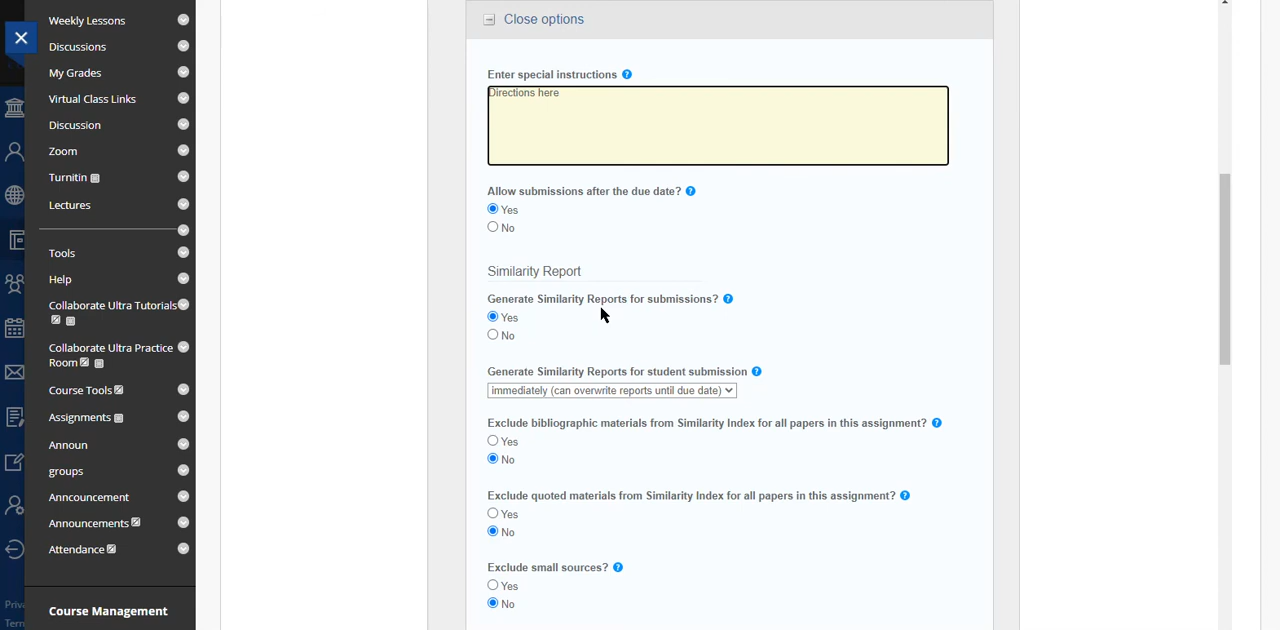 Weekly Lessons
Discussions
My Grades
Virtual Class Links
Discussion
Zoom
Turnitin
Lectures
Tools
Help
Collaborate Ultra Tutorials
Collaborate Ultra Practice
Room
Course Tools
Assignments
Announ
groups
Anncouncement
Announcements
Attendance
Course Management
Close options
Enter special instructions
Directions here
Allow submissions after the due date?
Yes
No
Similarity Report
Generate Similarity Reports for submissions?
Yes
No
Generate Similarity Reports for student submission
immediately (can overwrite reports until due date)
Exclude bibliographic materials from Similarity Index for all papers in this assignment?
Yes
No
Exclude quoted materials from Similarity Index for all papers in this assignment?
Yes
No
Exclude small sources?
Yes
No